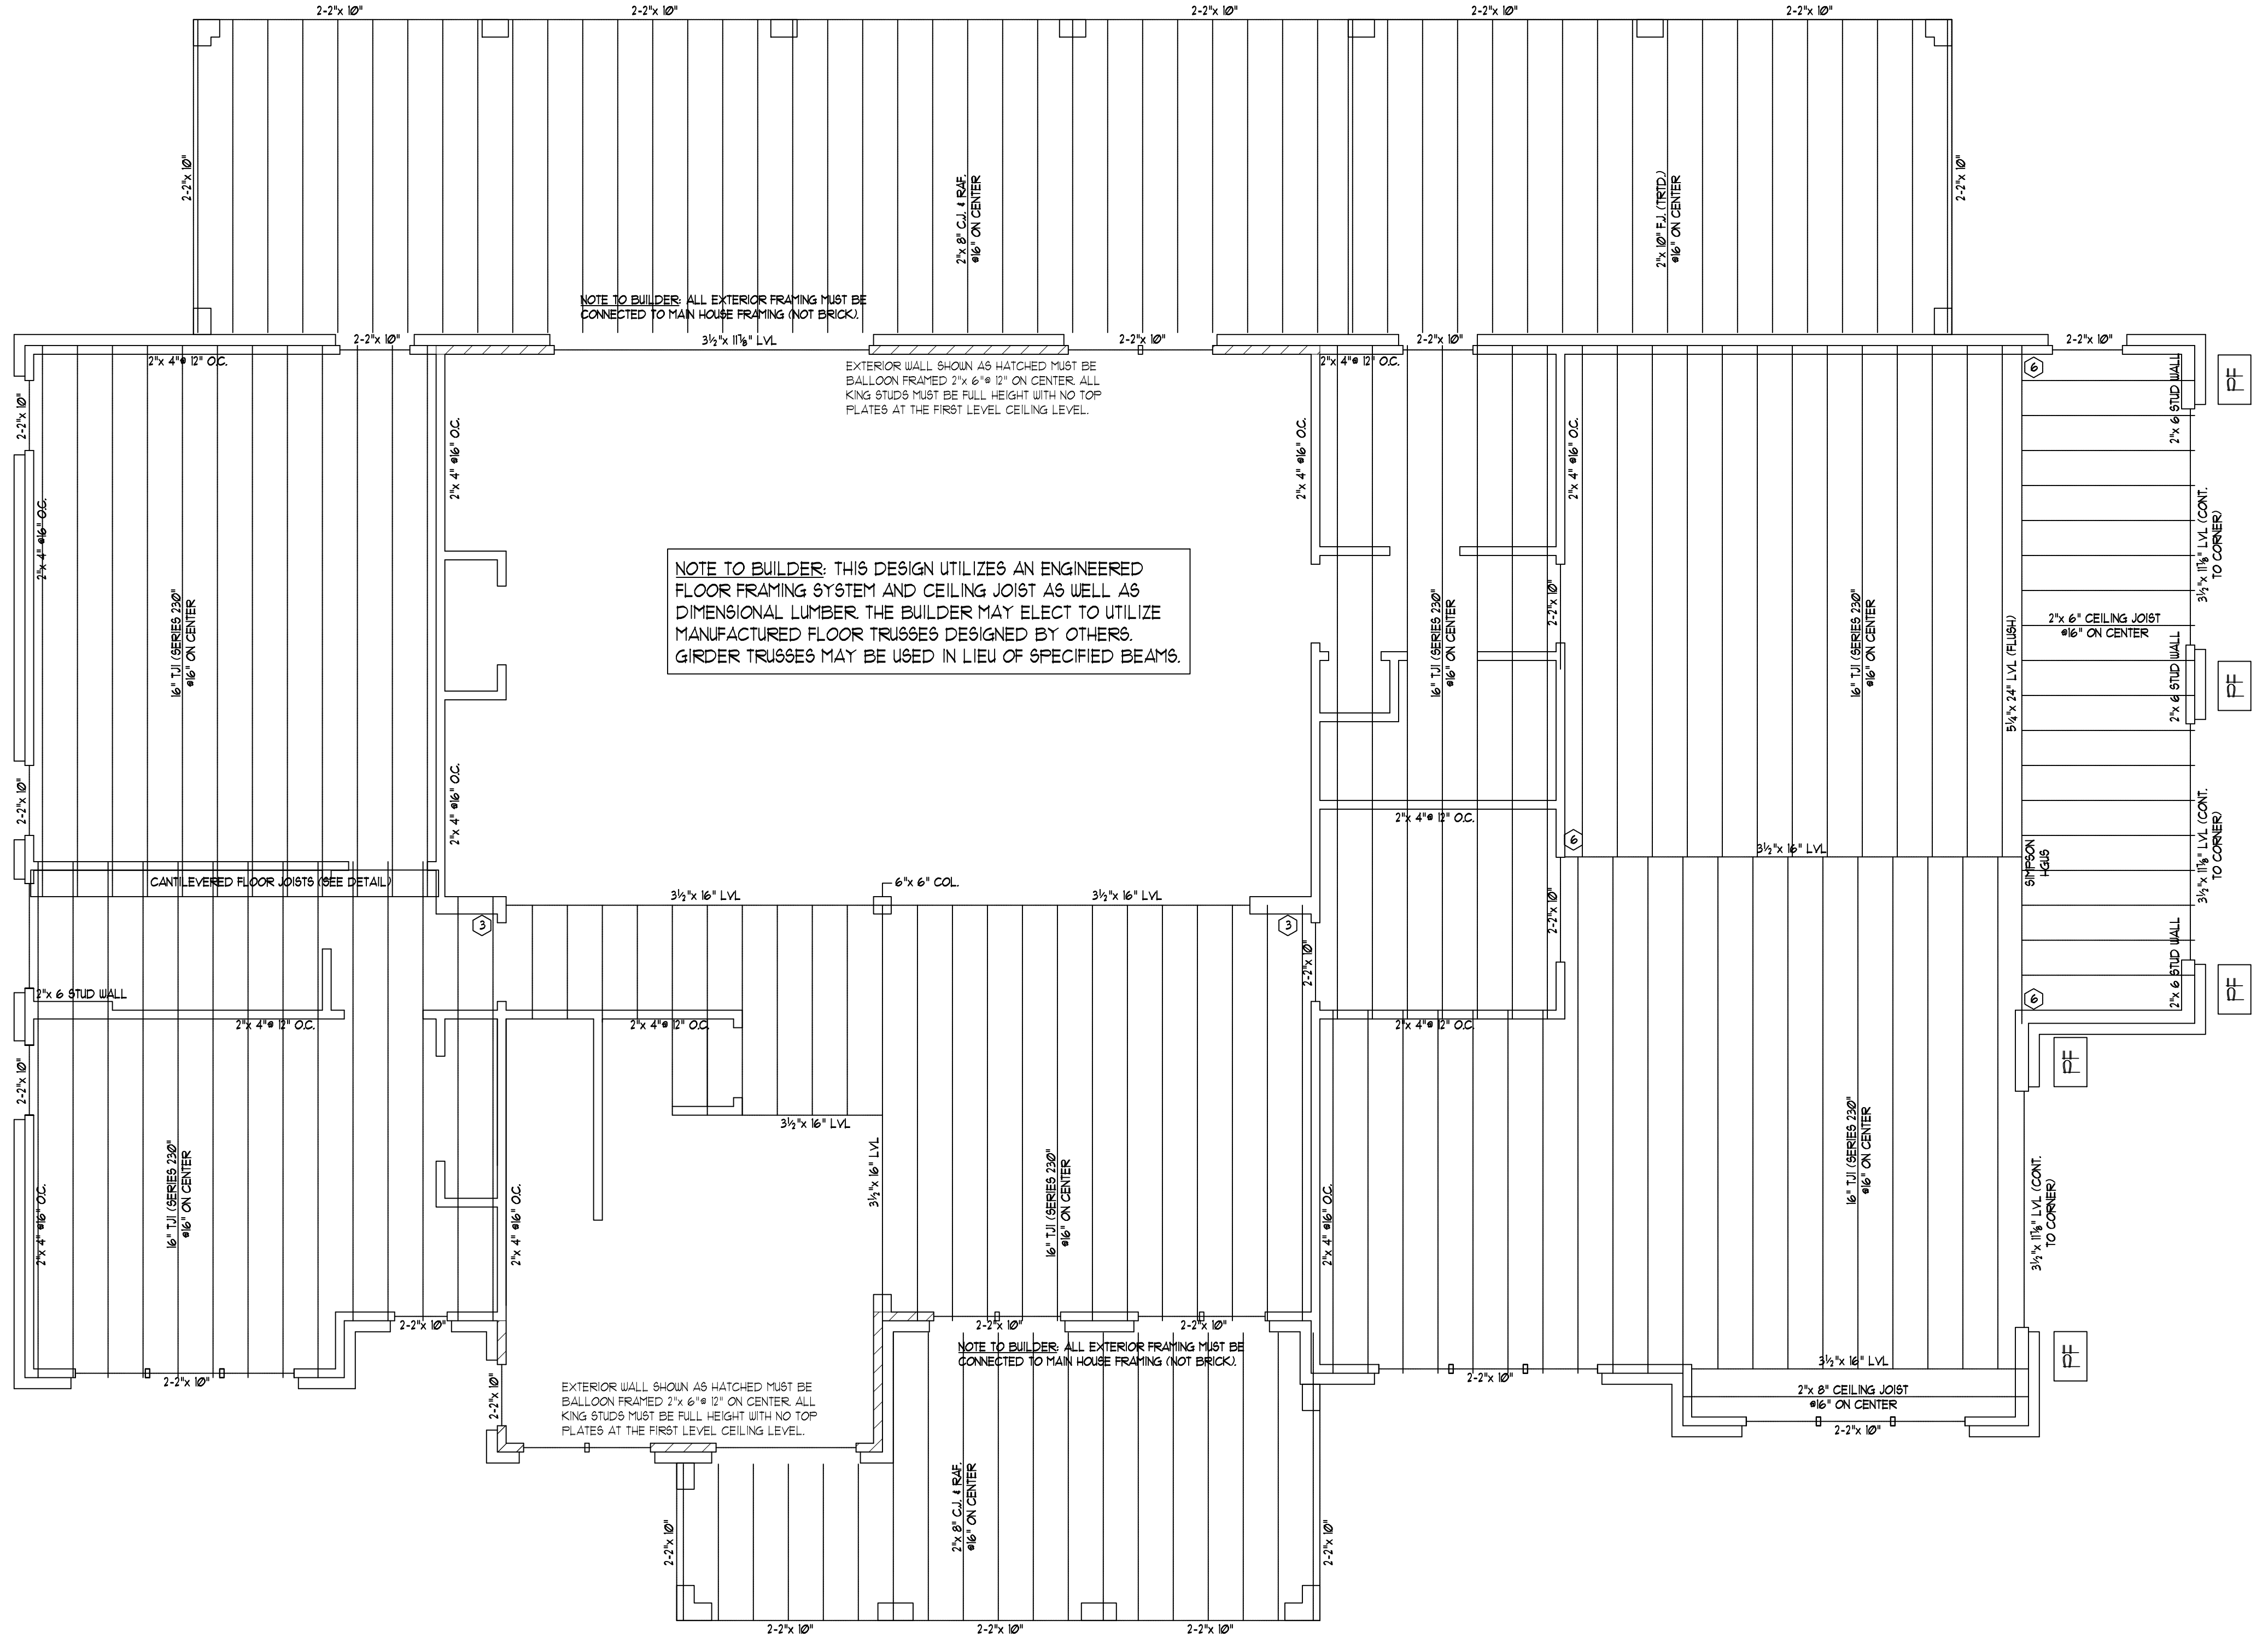 2-2"x 10"
2-2"x 10"
2-2"x 10"
2-2"x 10"
2-2"x 10"
2-2"x 10"
2"x 8" C.J. & RAF.
@16" ON CENTER
2"x 10" F.J. (TRTD.)
@16" ON CENTER
2-2"x 10"
NOTE TO BUILDER: ALL EXTERIOR FRAMING MUST BE
CONNECTED TO MAIN HOUSE FRAMING (NOT BRICK).
2-2"x 10"
3½"x 11⅞" LVL
2-2"x 10"
2-2"x 10"
2-2"x 10"
2"x 4"@ 12" O.C.
EXTERIOR WALL SHOWN AS HATCHED MUST BE
BALLOON FRAMED 2"x 6"@ 12" ON CENTER. ALL
KING STUDS MUST BE FULL HEIGHT WITH NO TOP
PLATES AT THE FIRST LEVEL CEILING LEVEL.
2"x 4"@ 12" O.C.
6
2"x 6 STUD WALL
PF
2-2"x 10"
2"x 4" @16" O.C.
2"x 4" @16" O.C.
2"x 4" @16" O.C.
2"x 4" @16" O.C.
3½"x 11⅞" LVL (CONT.
TO CORNER)
NOTE TO BUILDER: THIS DESIGN UTILIZES AN ENGINEERED
FLOOR FRAMING SYSTEM AND CEILING JOIST AS WELL AS
DIMENSIONAL LUMBER. THE BUILDER MAY ELECT TO UTILIZE
MANUFACTURED FLOOR TRUSSES DESIGNED BY OTHERS.
GIRDER TRUSSES MAY BE USED IN LIEU OF SPECIFIED BEAMS.
16" TJI (SERIES 230"
@16" ON CENTER
16" TJI (SERIES 230"
@16" ON CENTER
2-2"x 10"
16" TJI (SERIES 230"
@16" ON CENTER
5¼"x 24" LVL (FLUSH)
2"x 6" CEILING JOIST
@16" ON CENTER
2"x 6 STUD WALL
PF
2-2"x 10"
2"x 4" @16" O.C.
2"x 4"@ 12" O.C.
6
3½"x 16" LVL
SIMPSON
HGUS
3½"x 11⅞" LVL (CONT.
TO CORNER)
CANTILEVERED FLOOR JOISTS (SEE DETAIL)
3½"x 16" LVL
6"x 6" COL.
3½"x 16" LVL
2-2"x 10"
3
3
2-2"x 10"
2"x 6 STUD WALL
PF
2"x 6 STUD WALL
6
2"x 4"@ 12" O.C.
2"x 4"@ 12" O.C.
2"x 4"@ 12" O.C.
2-2"x 10"
PF
3½"x 16" LVL
3½"x 16" LVL
2"x 4" @16" O.C.
16" TJI (SERIES 230"
@16" ON CENTER
2"x 4" @16" O.C.
16" TJI (SERIES 230"
@16" ON CENTER
2"x 4" @16" O.C.
16" TJI (SERIES 230"
@16" ON CENTER
3½"x 11⅞" LVL (CONT.
TO CORNER)
2-2"x 10"
2-2"x 10"
2-2"x 10"
NOTE TO BUILDER: ALL EXTERIOR FRAMING MUST BE
CONNECTED TO MAIN HOUSE FRAMING (NOT BRICK).
3½"x 16" LVL
PF
2-2"x 10"
2-2"x 10"
2-2"x 10"
EXTERIOR WALL SHOWN AS HATCHED MUST BE
BALLOON FRAMED 2"x 6"@ 12" ON CENTER. ALL
KING STUDS MUST BE FULL HEIGHT WITH NO TOP
PLATES AT THE FIRST LEVEL CEILING LEVEL.
2"x 8" CEILING JOIST
@16" ON CENTER
2-2"x 10"
2-2"x 10"
2"x 8" C.J. & RAF.
@16" ON CENTER
2-2"x 10"
2-2"x 10"
2-2"x 10"
2-2"x 10"